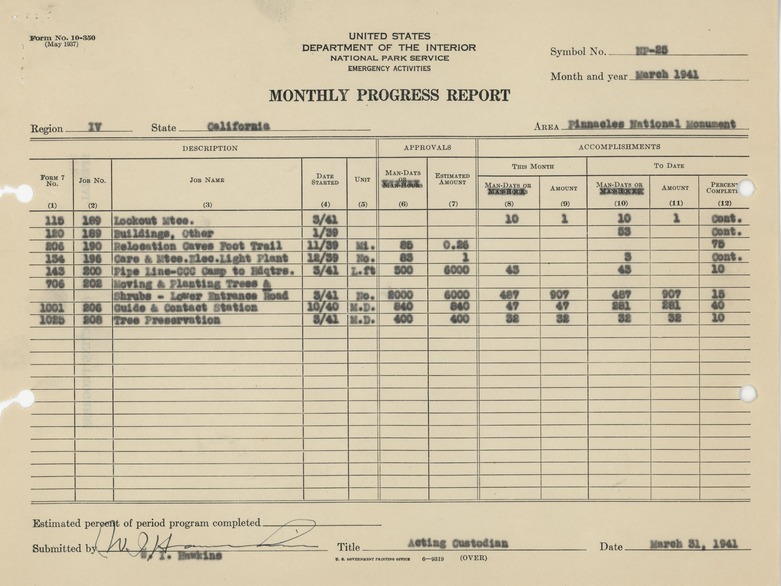 Form No. 10-350
(May 1937)
UNITED STATES
DEPARTMENT OF THE INTERIOR
NATIONAL PARK SERVICE
EMERGENCY ACTIVITIES
Symbol No. NP-25
Month and year March 1941
MONTHLY PROGRESS REPORT
Region IV State California AREA Pinnacles National Monument
DESCRIPTION APPROVALS ACCOMPLISHMENTS
THIS MONTH TO DATE
FORM 7 NO. JOB NO. JOB NAME DATE STARTED UNIT MAN-DAYS OR ESTIMATED AMOUNT MAN-DAYS OR AMOUNT MAN-DAYS OR AMOUNT PERCENT COMPLETE
(1) (2) (3) (4) (5) (6) (7) (8) (9) (10) (11) (12)
115 189 Lookout Mtce. 3/41 10 1 10 1 Cont.
120 189 Buildings, Other 1/39 53 Cont.
206 190 Relocation Caves Foot Trail 11/39 Mi. 85 0.26 75
134 196 Care & Mtce.Elec.Light Plant 12/39 No. 83 1 3 Cont.
143 200 Pipe Line-CCC Camp to Hdqtrs. 3/41 L.ft 500 6000 43 43 10
706 202 Moving & Planting Trees &
Shrubs - Lower Entrance Road 3/41 No. 2000 6000 487 907 487 907 15
1001 206 Guide & Contact Station 10/40 M.D. 640 640 47 47 281 281 40
1025 208 Tree Preservation 3/41 M.D. 400 400 32 32 32 32 10
Estimated percent of period program completed
Submitted by W. T. Hawkins Title Acting Custodian Date March 31, 1941
U. S. GOVERNMENT PRINTING OFFICE 6-9319 (OVER)